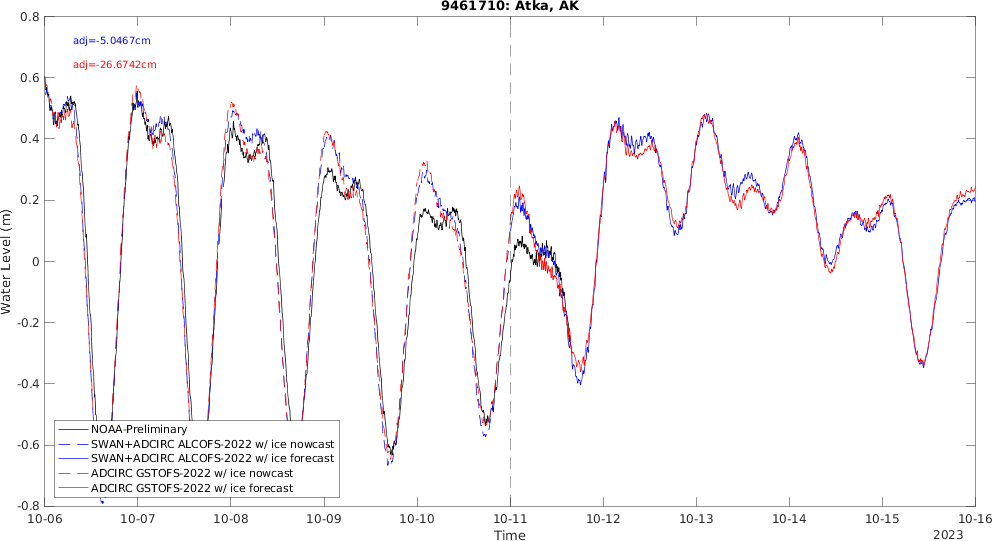 9461710: Atka, AK
adj=-5.0467cm
adj=-26.6742cm
Water Level (m)
0.8
0.6
0.4
0.2
0
-0.2
-0.4
-0.6
-0.8
NOAA-Preliminary
SWAN+ADCIRC ALCOFS-2022 w/ ice nowcast
SWAN+ADCIRC ALCOFS-2022 w/ ice forecast
ADCIRC GSTOFS-2022 w/ ice nowcast
ADCIRC GSTOFS-2022 w/ ice forecast
10-06 10-07 10-08 10-09 10-10 10-11 10-12 10-13 10-14 10-15 10-16
Time
2023